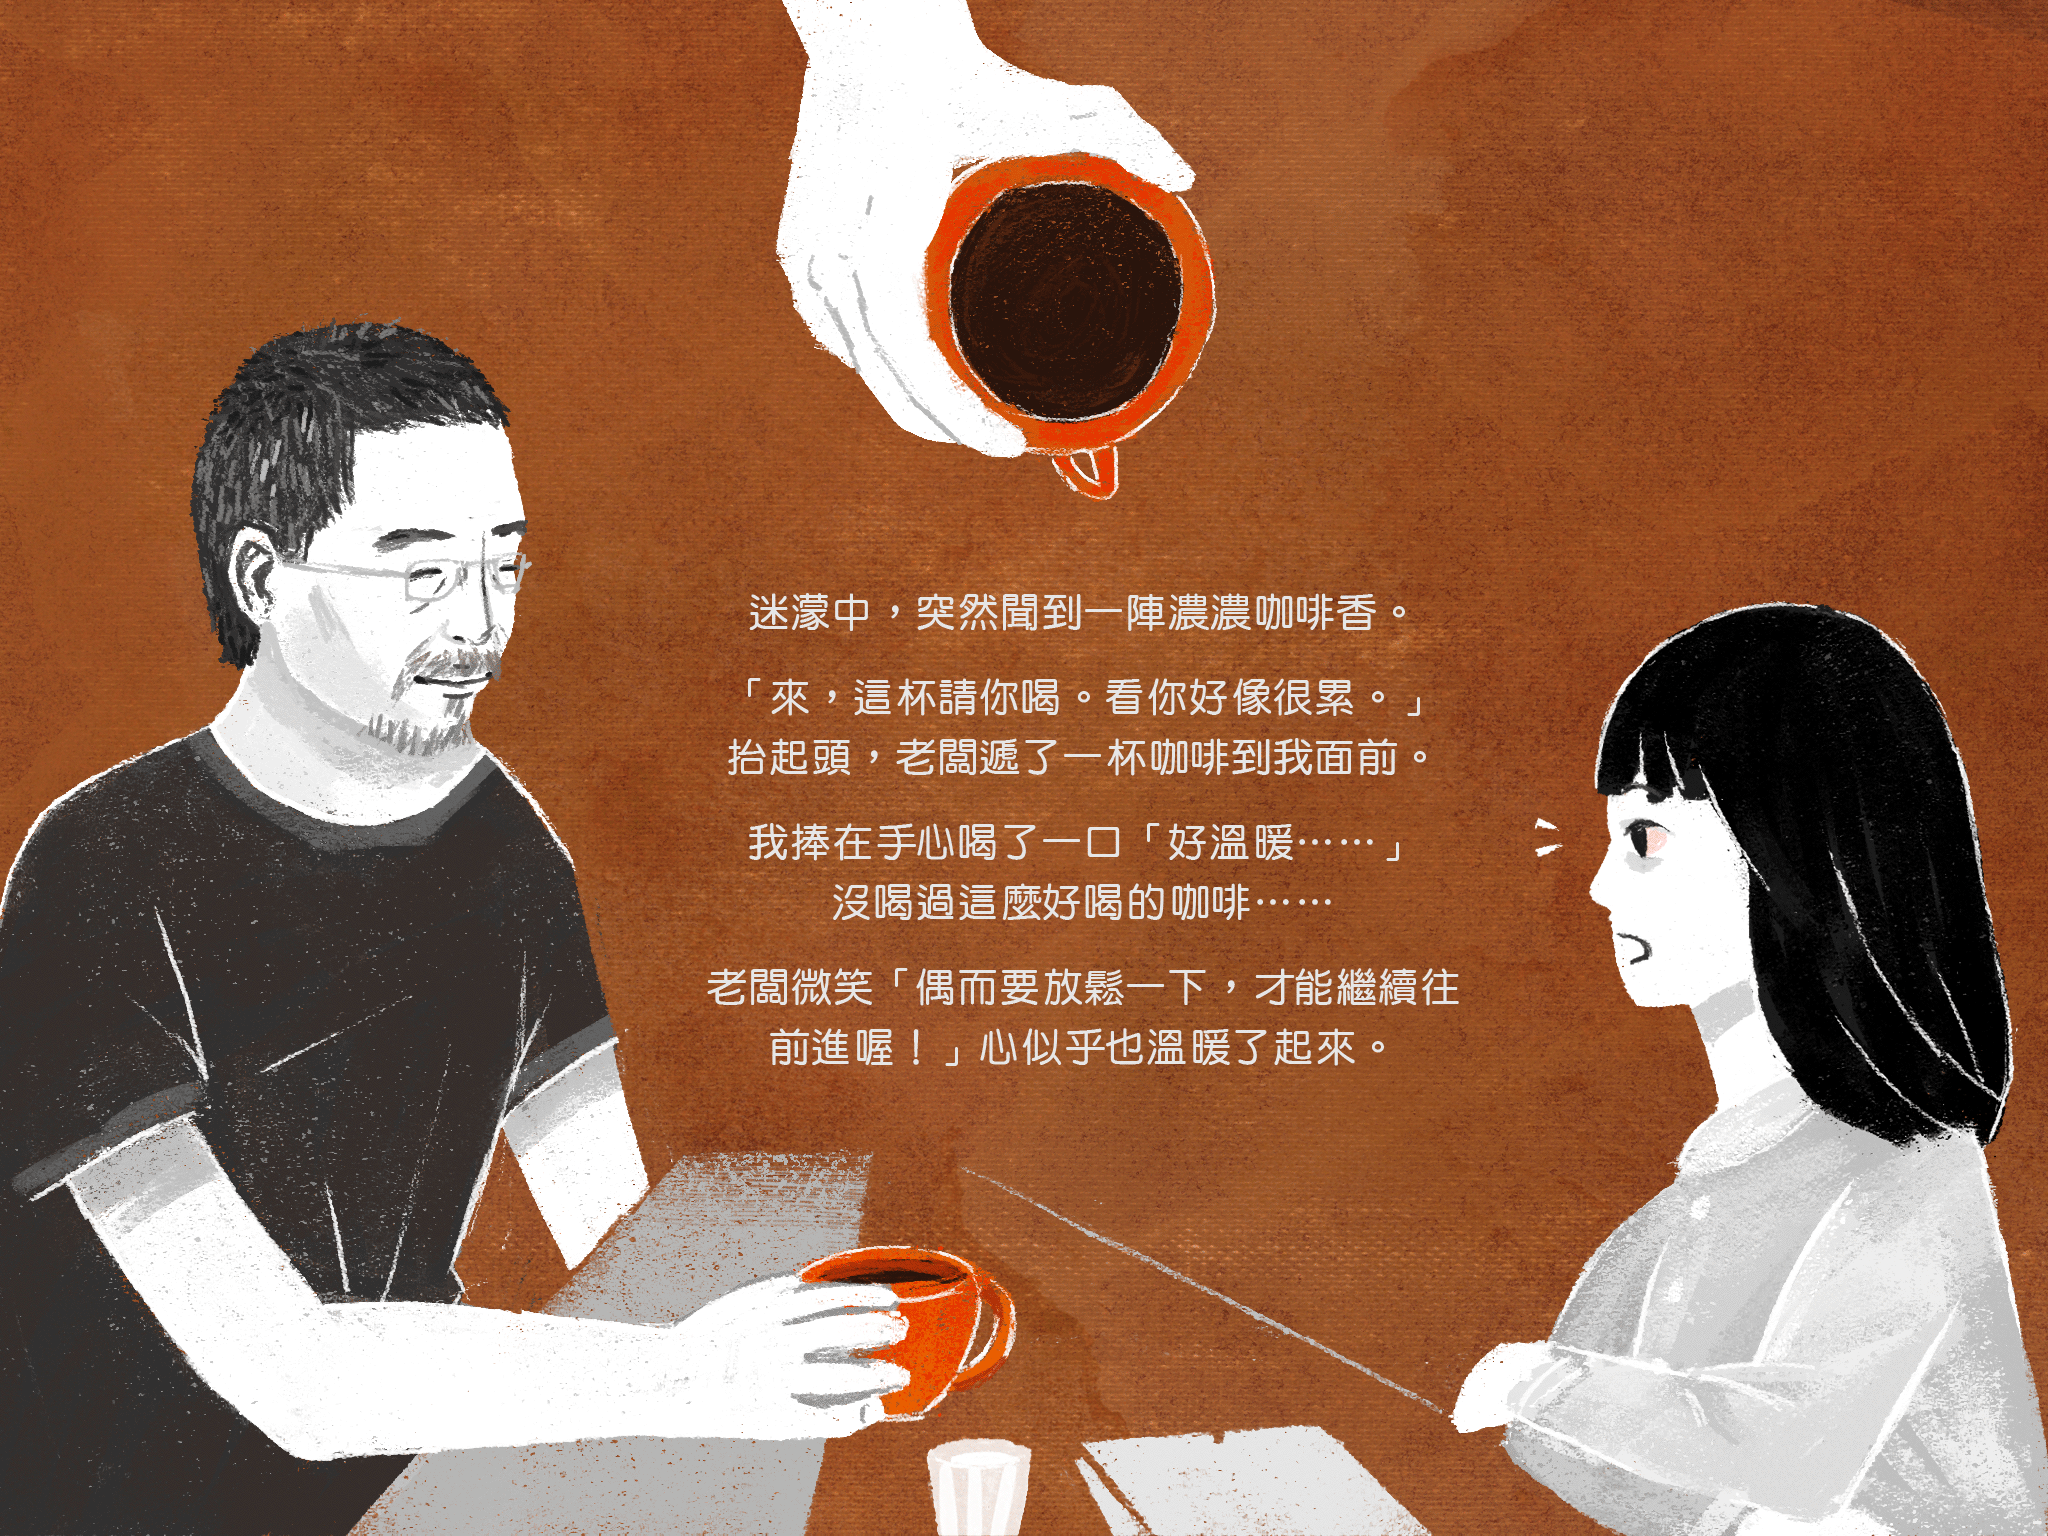 迷濛中，突然聞到一陣濃濃咖啡香。
「來，這杯請你喝。看你好像很累。」
抬起頭，老闆遞了一杯咖啡到我面前。
我捧在手心喝了一口「好溫暖……」
沒喝過這麼好喝的咖啡……
老闆微笑「偶而要放鬆一下，才能繼續往
前進喔！」心似乎也溫暖了起來。